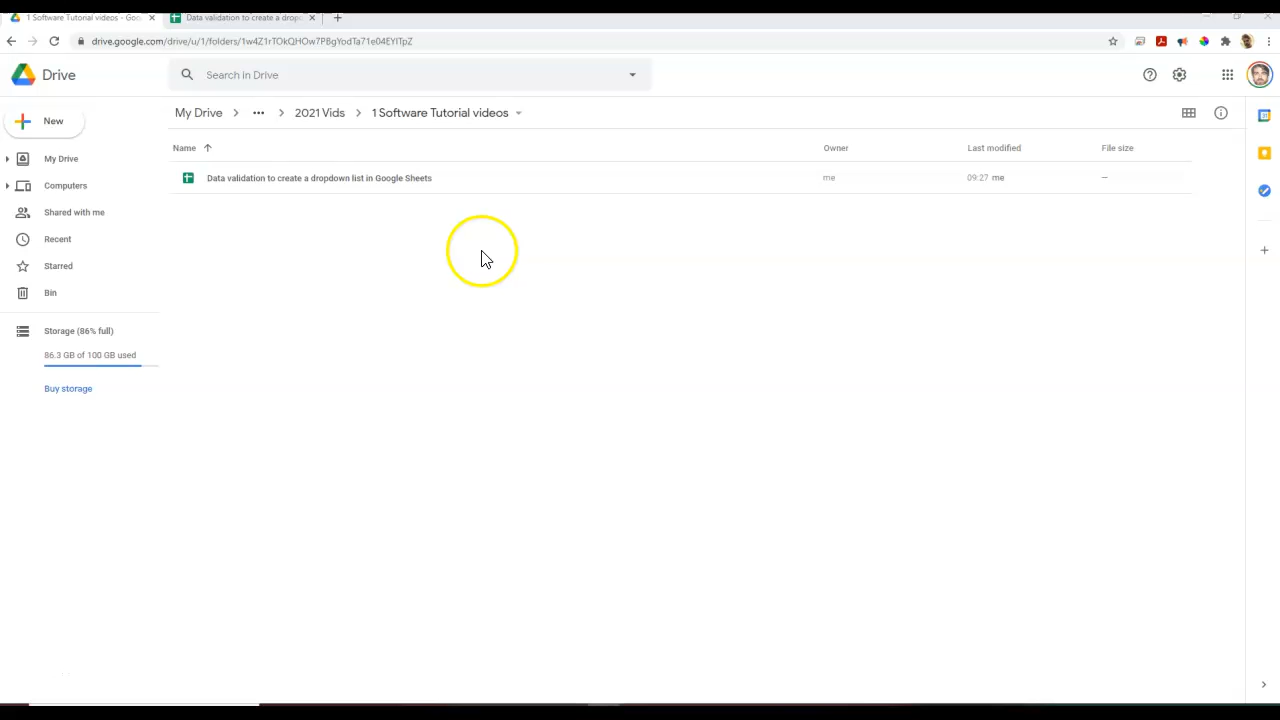 1 Software Tutorial videos - Goo
Data validation to create a dropd
drive.google.com/drive/u/1/folders/
Drive
Search in Drive
My Drive ••• 2021 Vids 1 Software Tutorial videos
New
Name Owner Last modified File size
Data validation to create a dropdown list in Google Sheets me 09:27 me –
My Drive
Computers
Shared with me
Recent
Starred
Bin
Storage (86% full)
86.3 GB of 100 GB used
Buy storage